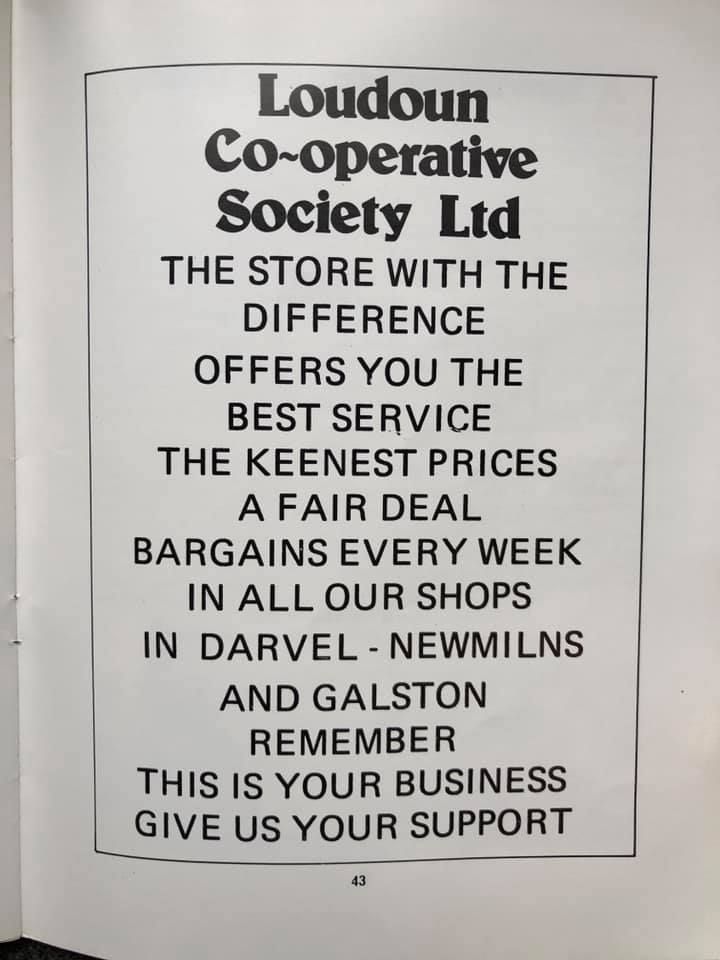 Loudoun
Co-operative
Society Ltd
THE STORE WITH THE
DIFFERENCE
OFFERS YOU THE
BEST SERVICE
THE KEENEST PRICES
A FAIR DEAL
BARGAINS EVERY WEEK
IN ALL OUR SHOPS
IN DARVEL - NEWMILNS
AND GALSTON
REMEMBER
THIS IS YOUR BUSINESS
GIVE US YOUR SUPPORT
43